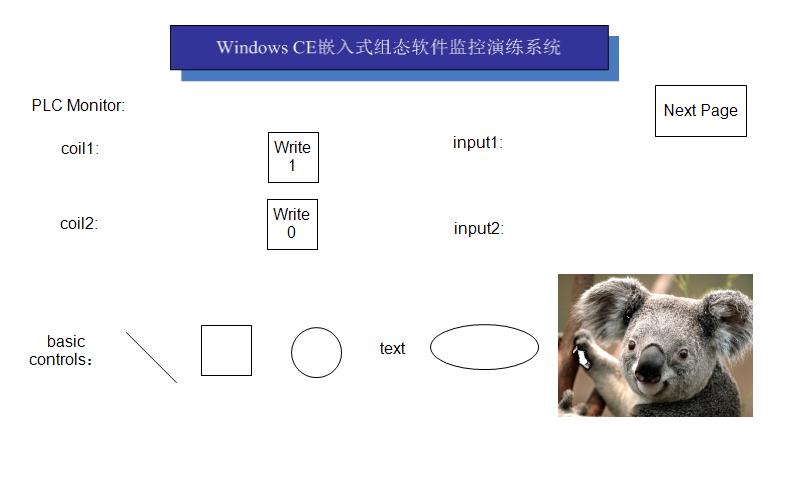 Windows CE嵌入式组态软件监控演练系统
PLC Monitor:
Next Page
coil1:
Write
1
input1:
coil2:
Write
0
input2:
basic
controls：
text